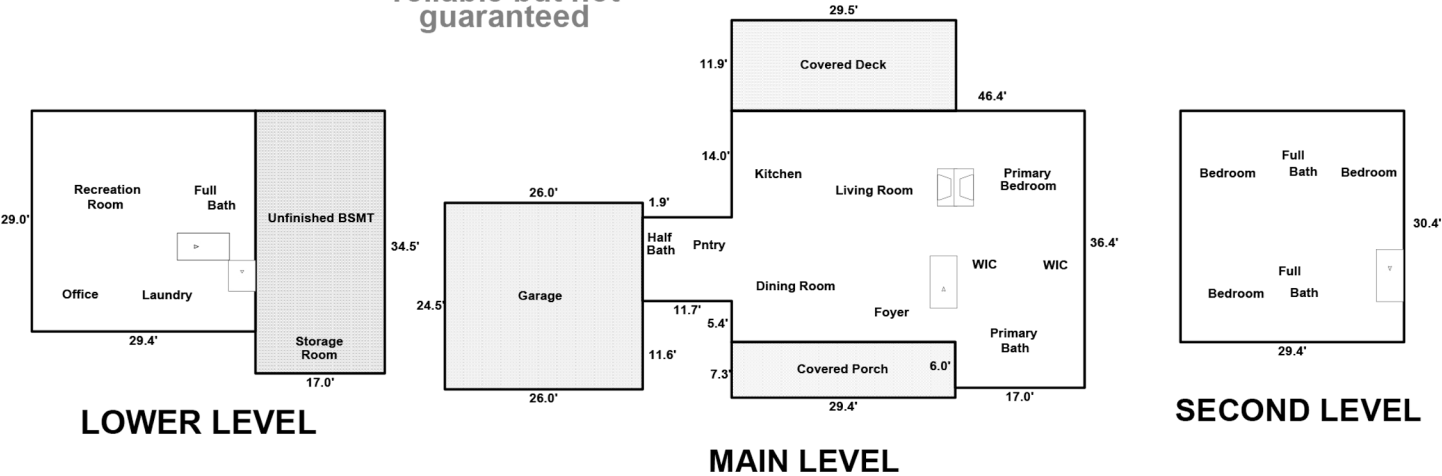 guaranteed
29.5'
11.9'
Covered Deck
46.4'
14.0'
Kitchen
Living Room
Primary
Bedroom
26.0'
1.9'
Half
Bath
Pntry
36.4'
WIC
WIC
Dining Room
Garage
24.5'
11.7'
Foyer
5.4'
Primary
Bath
11.6'
7.3'
Covered Porch
6.0'
26.0'
29.4'
17.0'
MAIN LEVEL
Recreation
Room
Full
Bath
Unfinished BSMT
29.0'
34.5'
Office
Laundry
29.4'
Storage
Room
17.0'
LOWER LEVEL
Bedroom
Full
Bath
Bedroom
30.4'
Full
Bath
Bedroom
29.4'
SECOND LEVEL